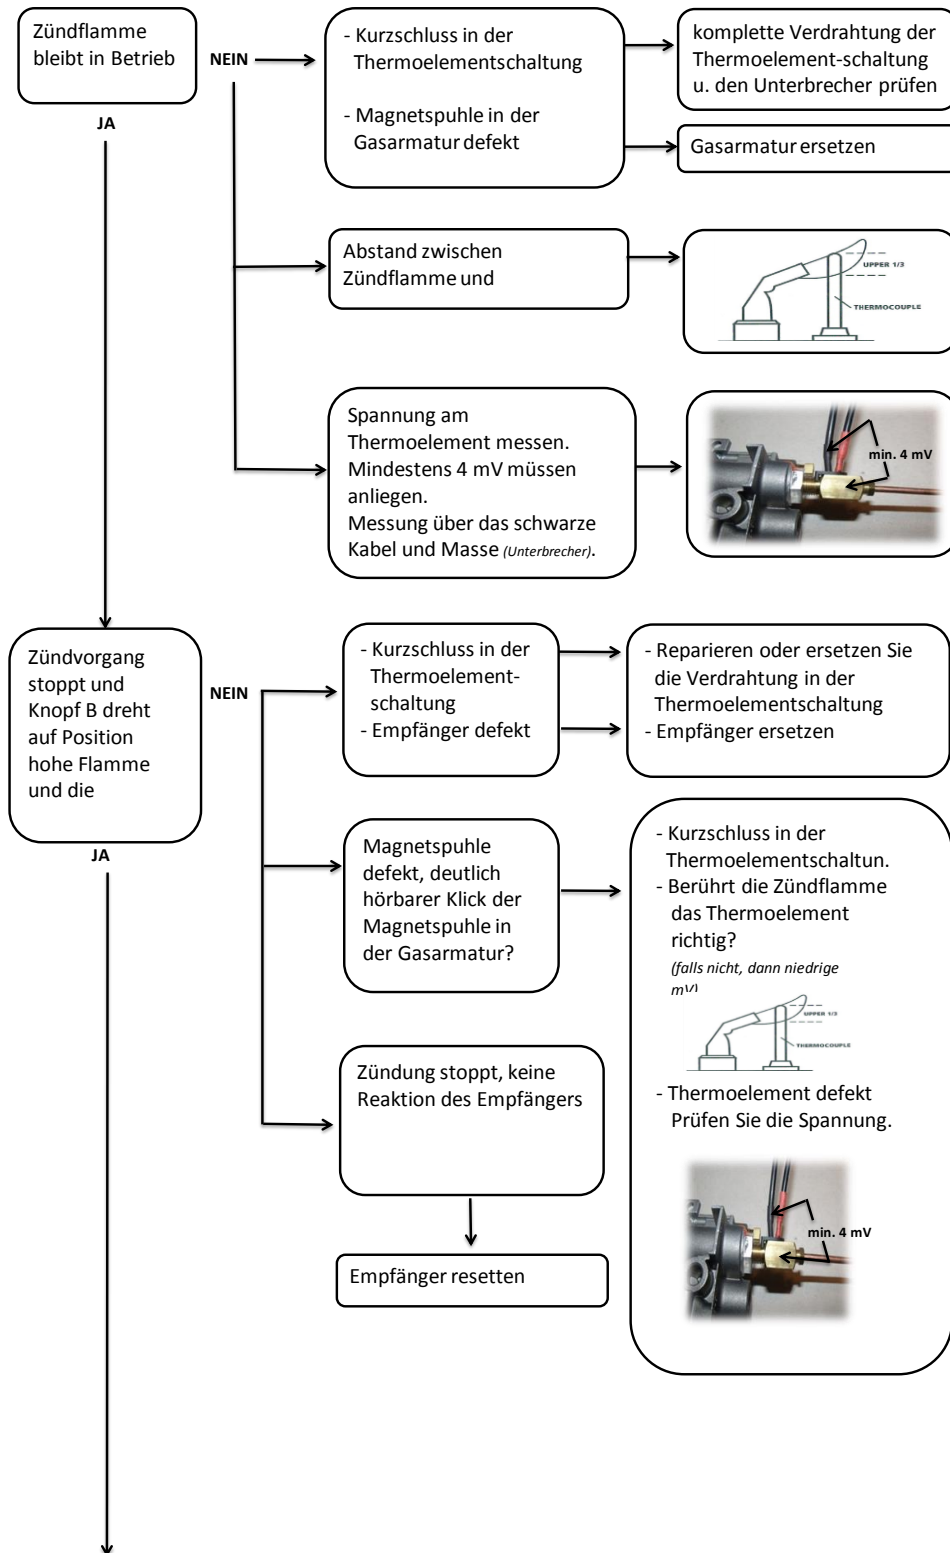 Zündflamme
bleibt in Betrieb
NEIN
- Kurzschluss in der
Thermoelementschaltung
- Magnetspuhle in der
Gasarmatur defekt
komplette Verdrahtung der
Thermoelement-schaltung
u. den Unterbrecher prüfen
Gasarmatur ersetzen
JA
Abstand zwischen
Zündflamme und
UPPER 1/3
THERMOCOUPLE
Spannung am
Thermoelement messen.
Mindestens 4 mV müssen
anliegen.
Messung über das schwarze
Kabel und Masse (Unterbrecher).
min. 4 mV
Zündvorgang
stoppt und
Knopf B dreht
auf Position
hohe Flamme
und die
NEIN
- Kurzschluss in der
Thermoelement-
schaltung
- Empfänger defekt
- Reparieren oder ersetzen Sie
die Verdrahtung in der
Thermoelementschaltung
- Empfänger ersetzen
JA
Magnetspuhle
defekt, deutlich
hörbarer Klick der
Magnetspuhle in
der Gasarmatur?
- Kurzschluss in der
Thermoelementschaltun.
- Berührt die Zündflamme
das Thermoelement
richtig?
(falls nicht, dann niedrige
mV)
UPPER 1/3
THERMOCOUPLE
- Thermoelement defekt
Prüfen Sie die Spannung.
min. 4 mV
Zündung stoppt, keine
Reaktion des Empfängers
Empfänger resetten